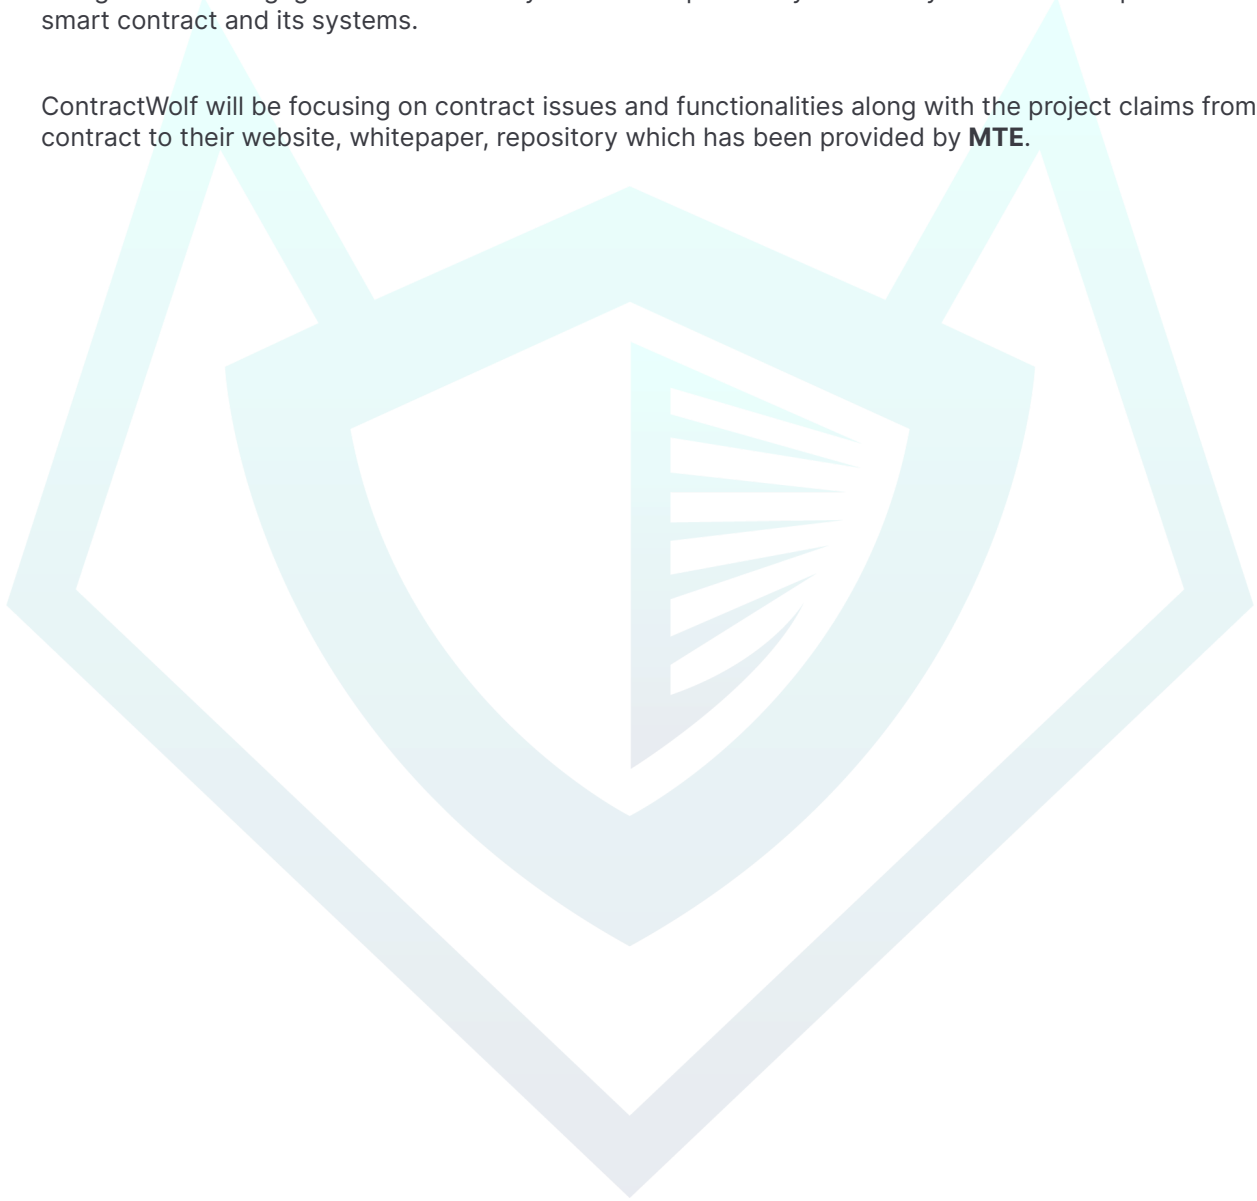 smart contract and its systems.
ContractWolf will be focusing on contract issues and functionalities along with the project claims from
contract to their website, whitepaper, repository which has been provided by MTE.